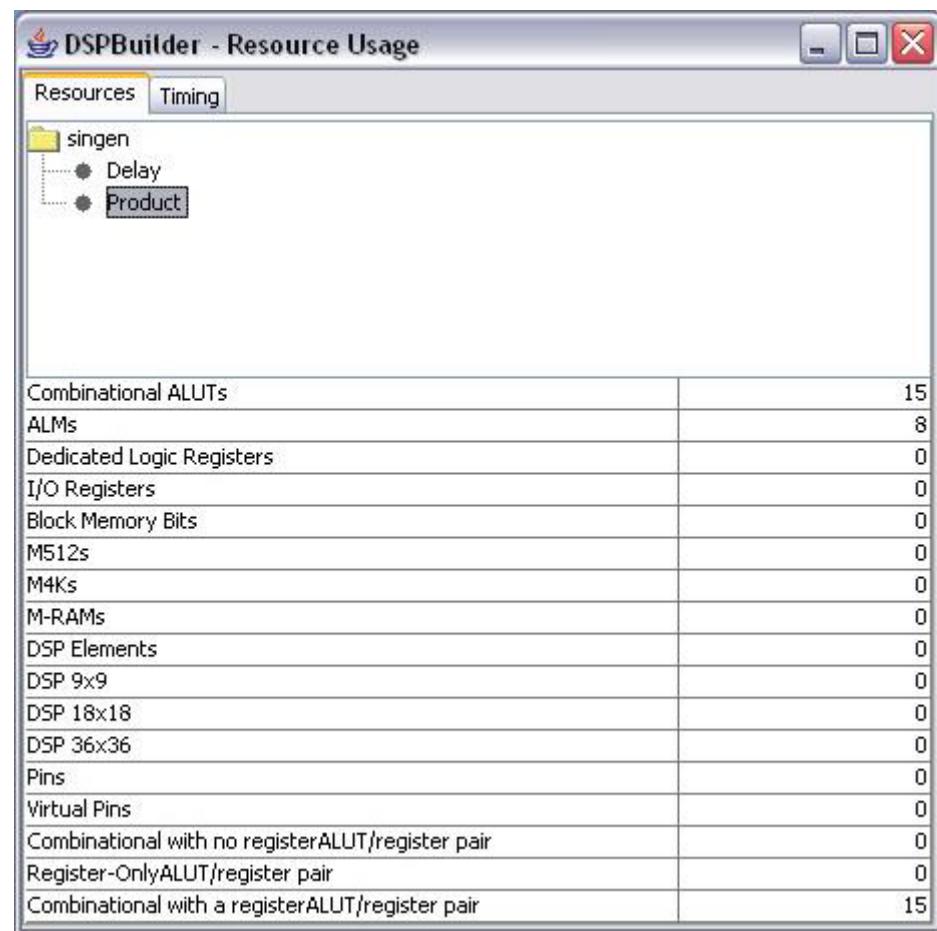 DSPBuilder - Resource Usage
Resources Timing
singen
Delay
Product
Combinational ALUTs 15
ALMs 8
Dedicated Logic Registers 0
I/O Registers 0
Block Memory Bits 0
M512s 0
M4Ks 0
M-RAMs 0
DSP Elements 0
DSP 9x9 0
DSP 18x18 0
DSP 36x36 0
Pins 0
Virtual Pins 0
Combinational with no registerALUT/register pair 0
Register-OnlyALUT/register pair 0
Combinational with a registerALUT/register pair 15